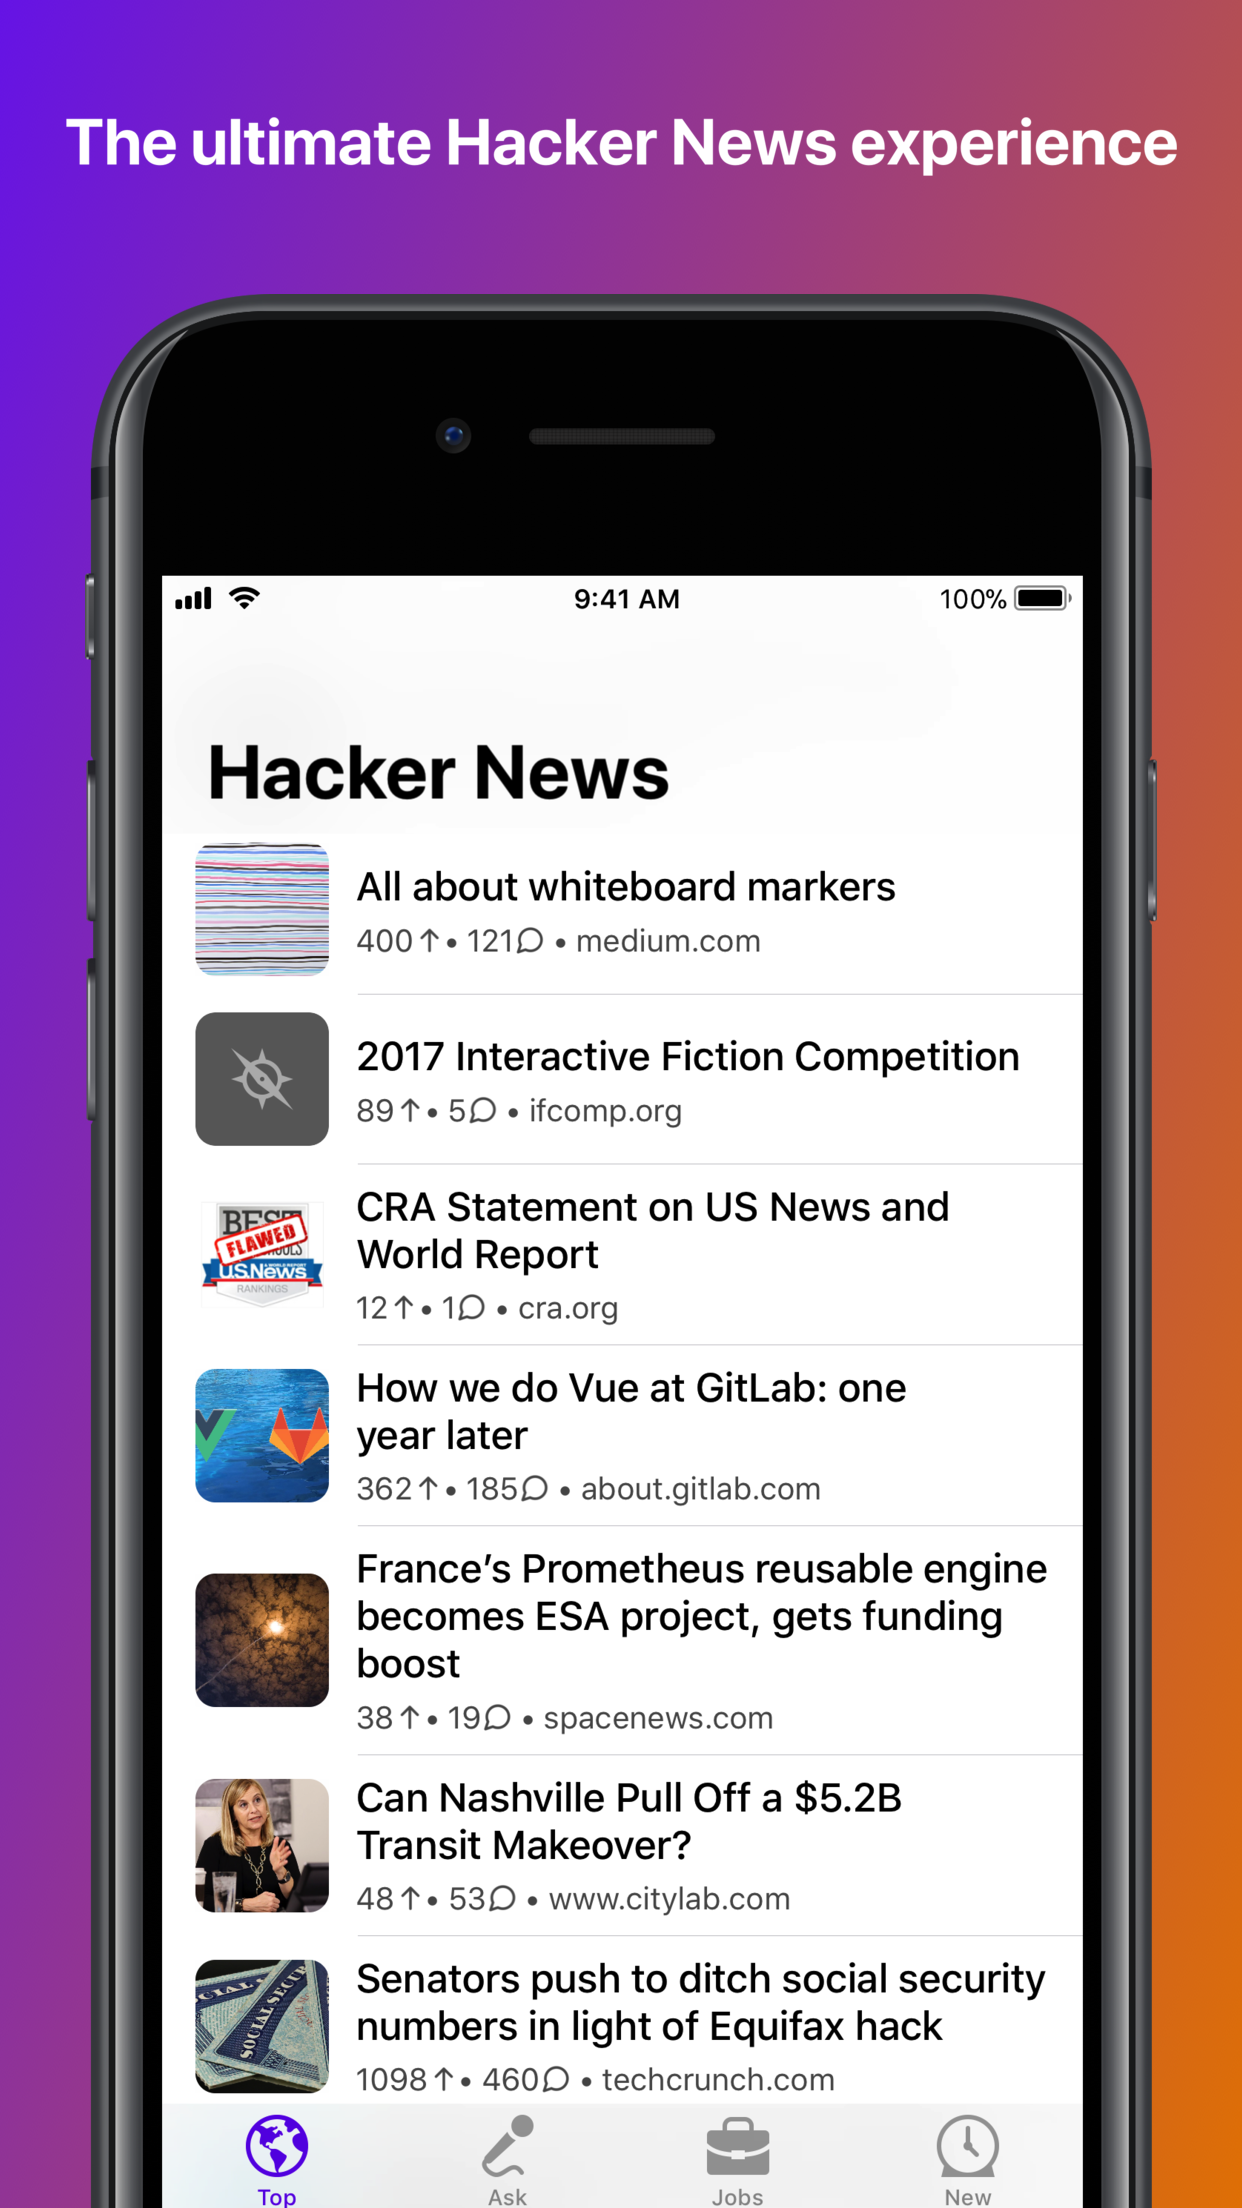 The ultimate Hacker News experience
9:41 AM
100%
Hacker News
All about whiteboard markers
400 ↑ • 121 • medium.com
2017 Interactive Fiction Competition
89 ↑ • 5 • ifcomp.org
CRA Statement on US News and
World Report
BEST
FLAWED
U.S.News
RANKINGS
12 ↑ • 1 • cra.org
How we do Vue at GitLab: one
year later
362 ↑ • 185 • about.gitlab.com
France’s Prometheus reusable engine
becomes ESA project, gets funding
boost
38 ↑ • 19 • spacenews.com
Can Nashville Pull Off a $5.2B
Transit Makeover?
48 ↑ • 53 • www.citylab.com
Senators push to ditch social security
numbers in light of Equifax hack
SOCIAL SECUR
1098 ↑ • 460 • techcrunch.com
Top
Ask
Jobs
New